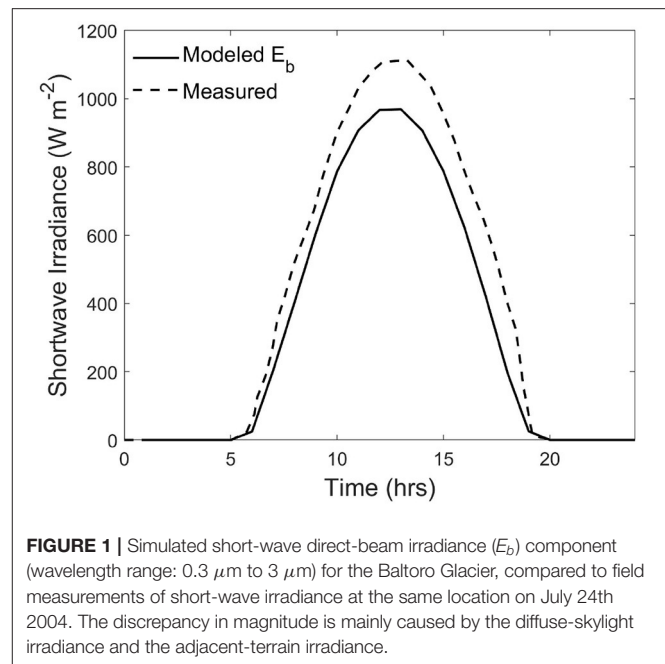 1200
1000
800
600
400
200
0
Shortwave Irradiance (W m-2)
Modeled Eb
Measured
0 5 10 15 20
Time (hrs)
FIGURE 1 | Simulated short-wave direct-beam irradiance (Eb) component
(wavelength range: 0.3 μm to 3 μm) for the Baltoro Glacier, compared to field
measurements of short-wave irradiance at the same location on July 24th
2004. The discrepancy in magnitude is mainly caused by the diffuse-skylight
irradiance and the adjacent-terrain irradiance.